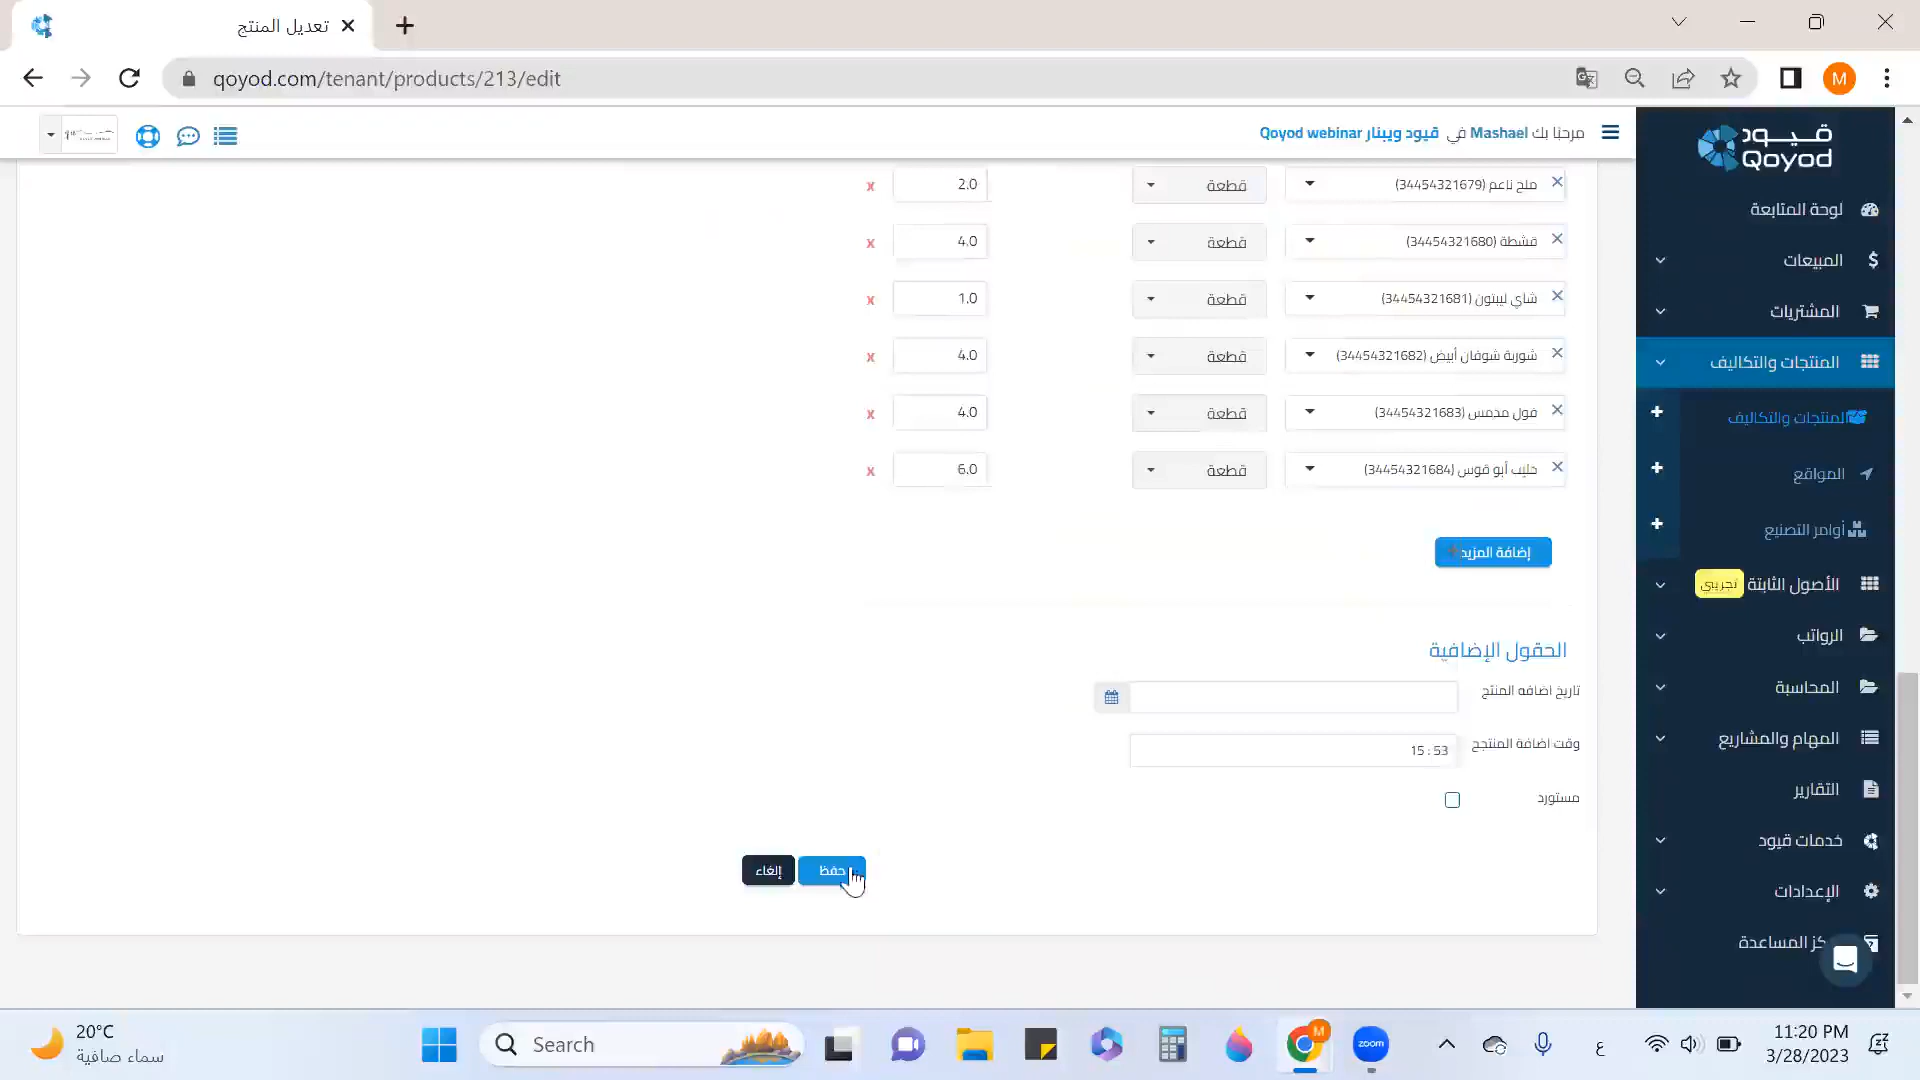 تعديل المنتج
qoyod.com/tenant/products/213/edit
M
مرحبًا بك Mashael في قيود ويبنار Qoyod webinar
قيود
Qoyod
ملح ناعم (34454321679) قطعة 2.0 x
قشطة (34454321680) قطعة 4.0 x
شاي ليبتون (34454321681) قطعة 1.0 x
شوربة شوفان أبيض (34454321682) قطعة 4.0 x
فول مدمس (34454321683) قطعة 4.0 x
حليب أبو قوس (34454321684) قطعة 6.0 x
إضافة المزيد
الحقول الإضافية
تاريخ اضافه المنتج
وقت اضافة المنتجح 15 : 53
مستورد
حفظ إلغاء
لوحة المتابعة
المبيعات
المشتريات
المنتجات والتكاليف
المنتجات والتكاليف
المواقع
أوامر التصنيع
الأصول الثابتة تجريبي
الرواتب
المحاسبة
المهام والمشاريع
التقارير
خدمات قيود
الإعدادات
كز المساعدة
20°C
سماء صافية
Search
M
zoom
ع
11:20 PM
3/28/2023